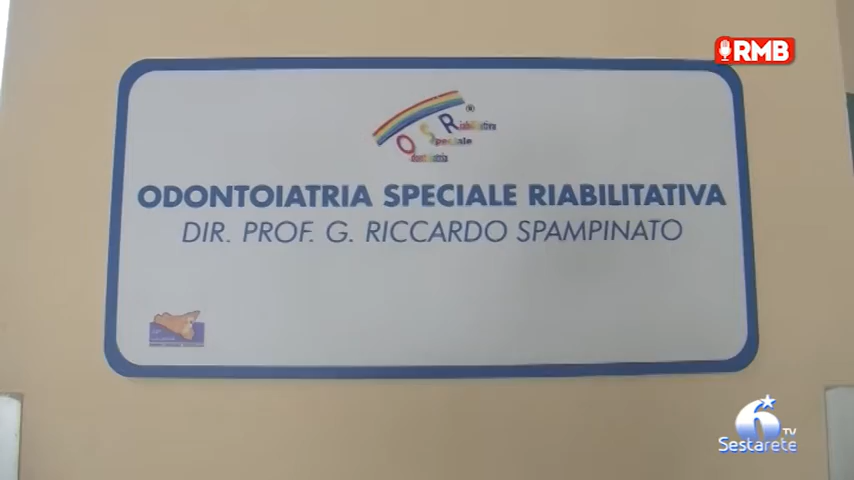 RMB
OSR®
Riabilitativa
Speciale
Odontoiatria
ODONTOIATRIA SPECIALE RIABILITATIVA
DIR. PROF. G. RICCARDO SPAMPINATO
6 TV
Sestarete